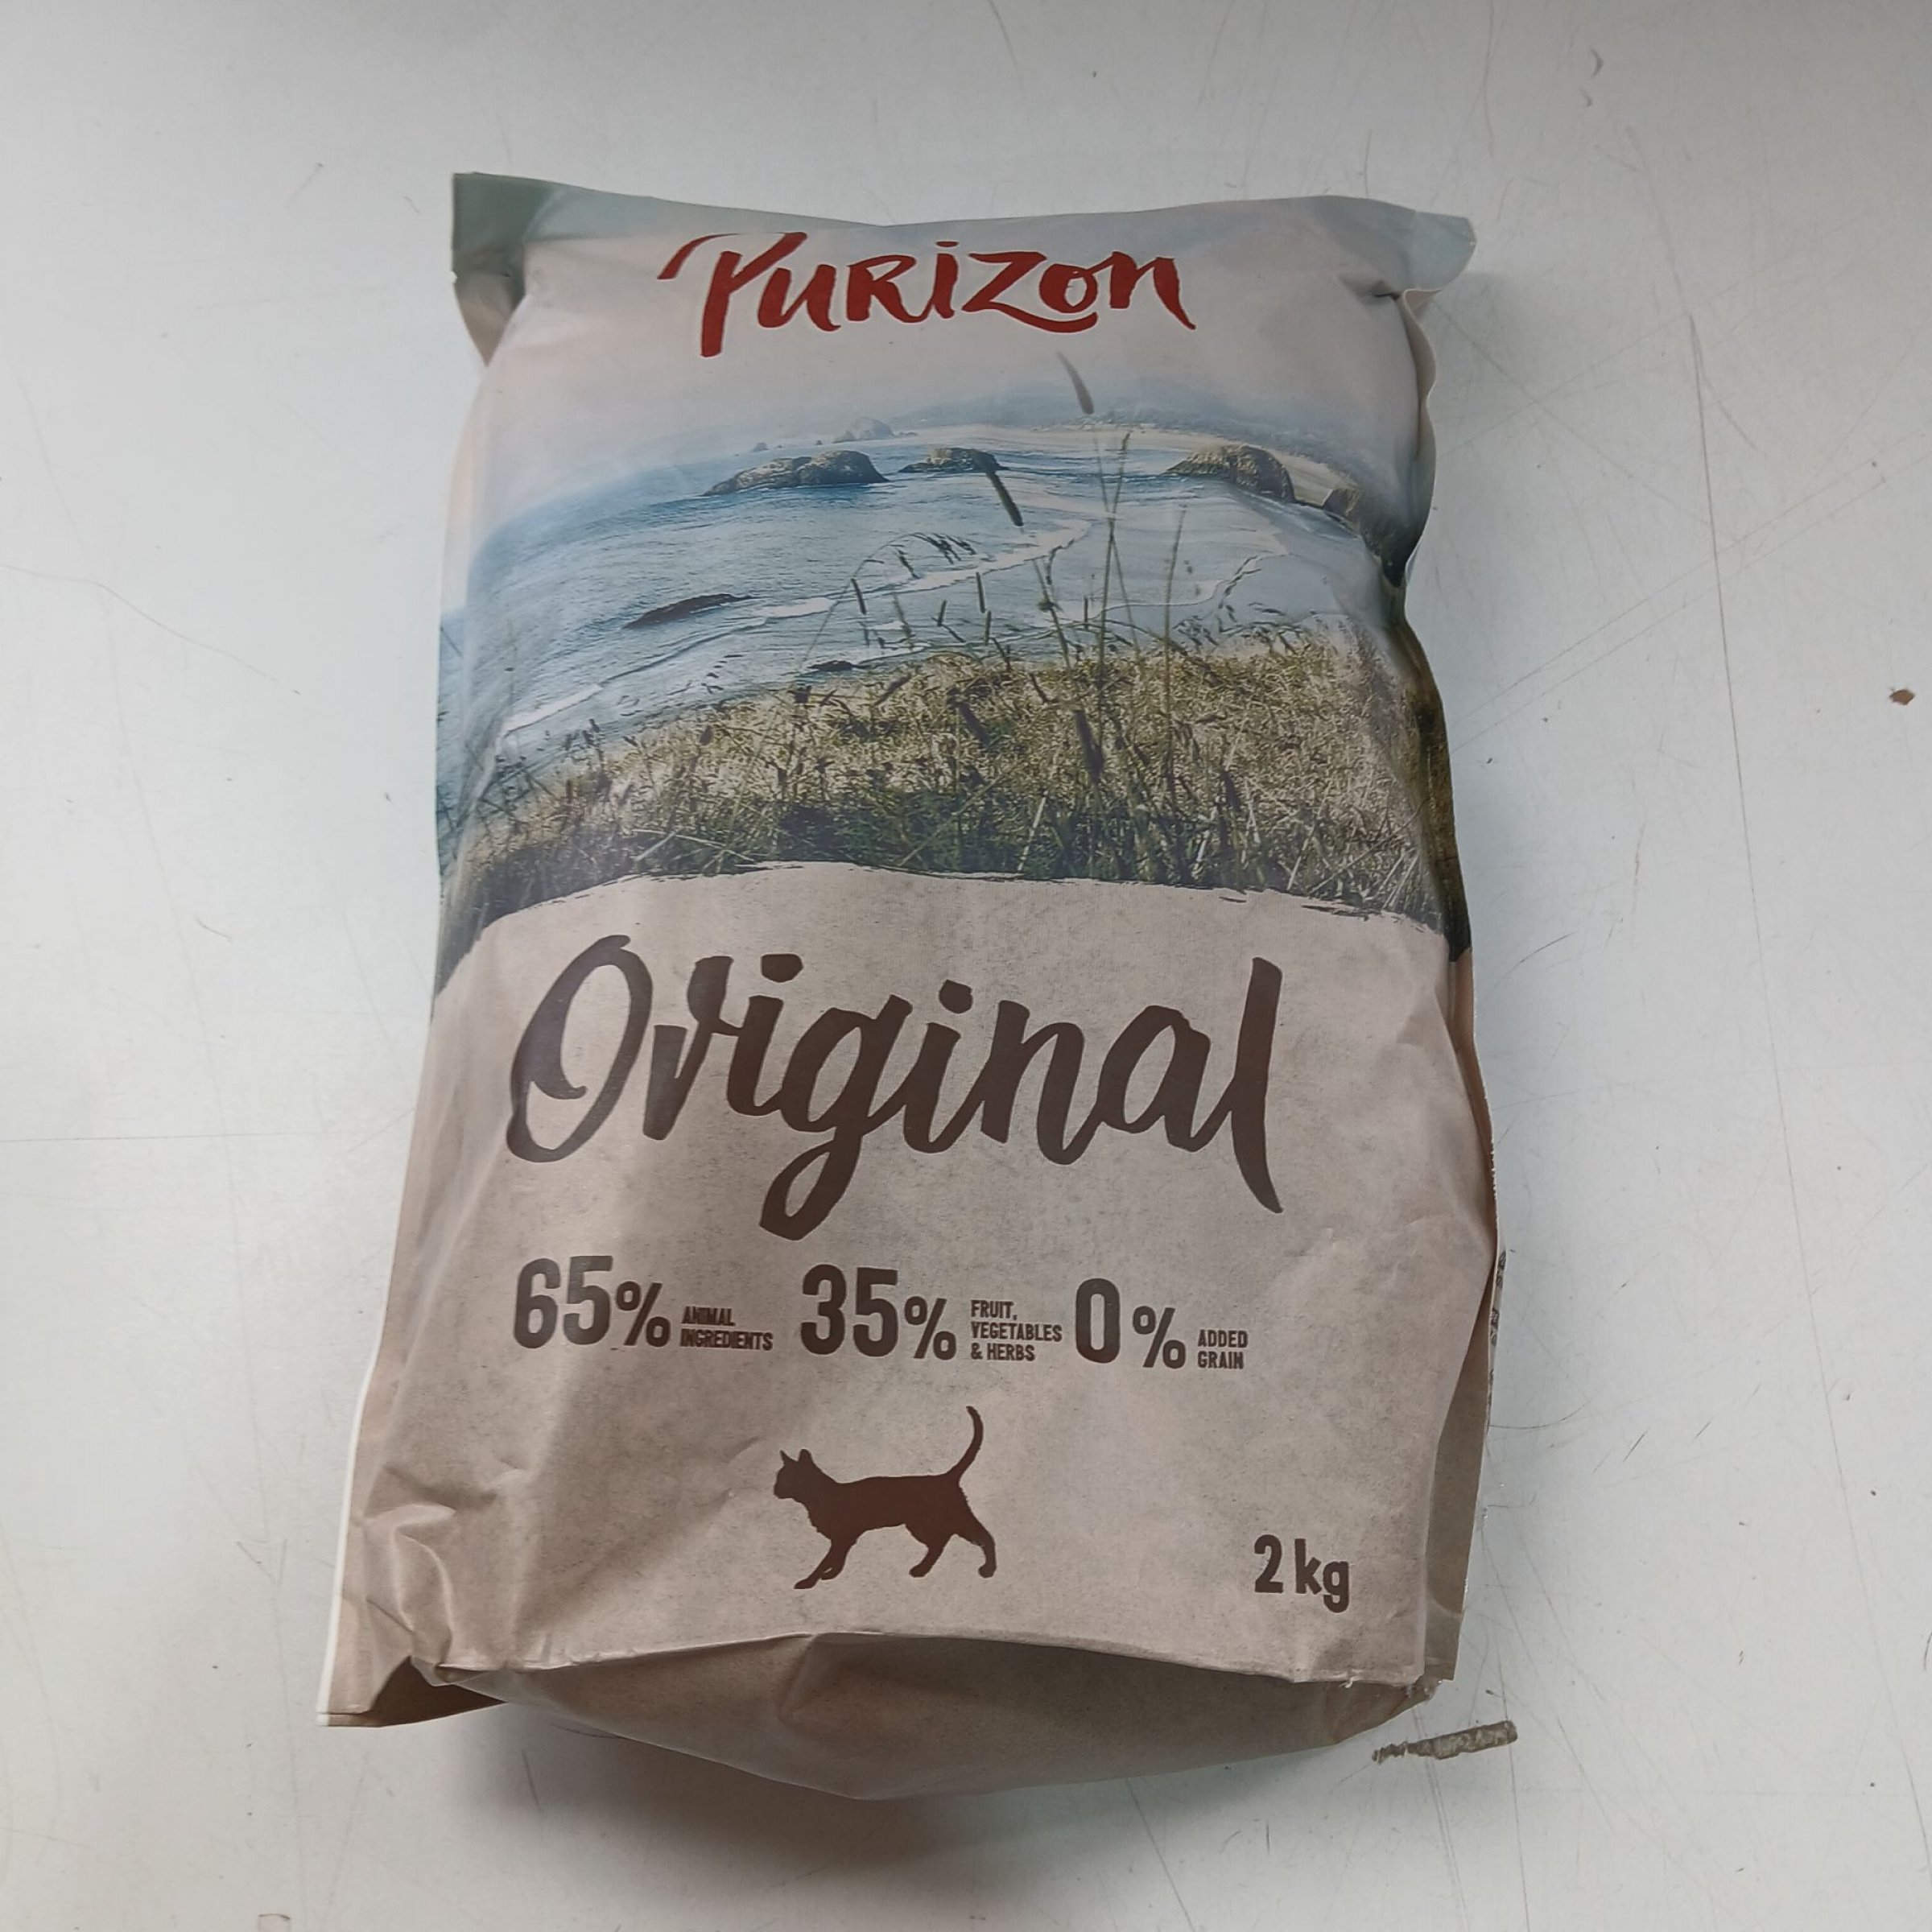 PURIZON
Original
65% ANIMAL INGREDIENTS
35% FRUIT, VEGETABLES & HERBS
0% ADDED GRAIN
2 kg